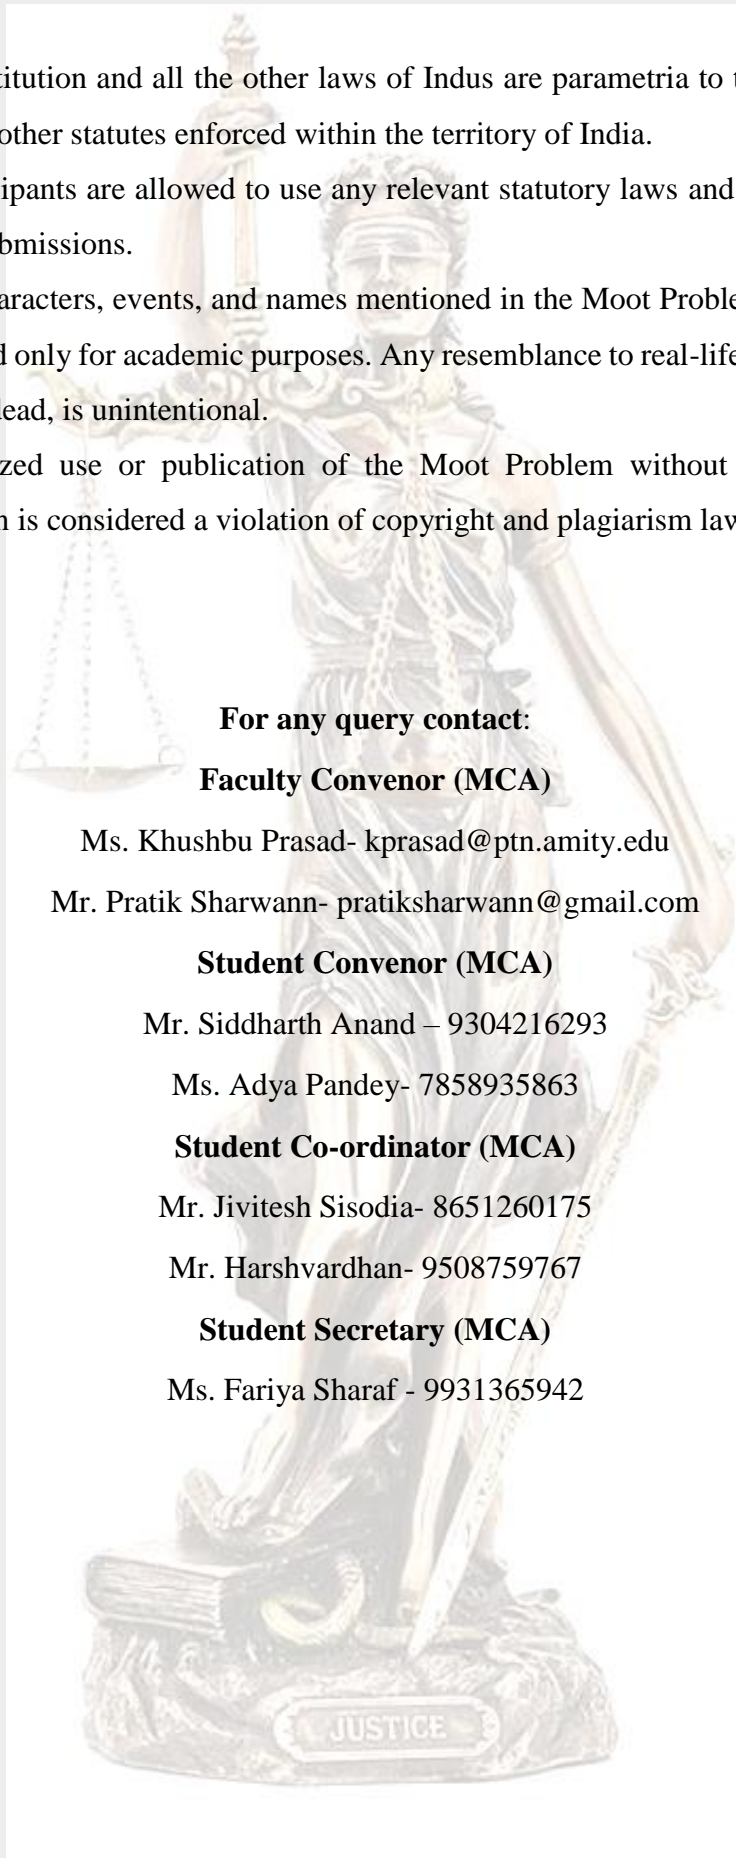 titution and all the other laws of Indus are parametria to t
other statutes enforced within the territory of India.
ipants are allowed to use any relevant statutory laws and
bmissions.
aracters, events, and names mentioned in the Moot Proble
d only for academic purposes. Any resemblance to real-life
dead, is unintentional.
zed use or publication of the Moot Problem without
n is considered a violation of copyright and plagiarism law
For any query contact:
Faculty Convenor (MCA)
Ms. Khushbu Prasad- kprasad@ptn.amity.edu
Mr. Pratik Sharwann- pratiksharwann@gmail.com
Student Convenor (MCA)
Mr. Siddharth Anand – 9304216293
Ms. Adya Pandey- 7858935863
Student Co-ordinator (MCA)
Mr. Jivitesh Sisodia- 8651260175
Mr. Harshvardhan- 9508759767
Student Secretary (MCA)
Ms. Fariya Sharaf - 9931365942
JUSTICE